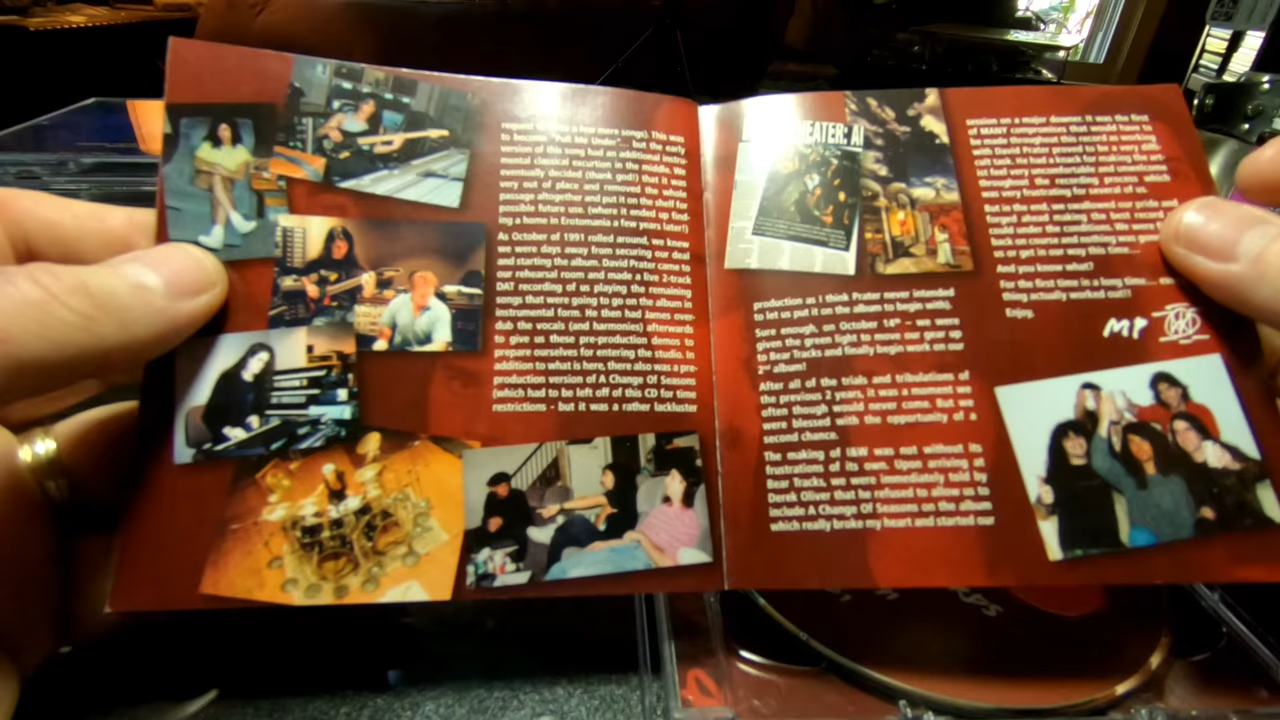 a few more songs). This was
to become "Pull Me Under"... but the early
version of this song had an additional instru-
mental classical excursion in the middle. We
eventually decided (thank god!) that it was
very out of place and removed the whole
passage altogether and put it on the shelf for
possible future use. (where it ended up find-
ing a home in Erotomania a few years later!)
As October of 1991 rolled around, we knew
we were days away from securing our deal
and starting the album. David Prater came to
our rehearsal room and made a live 2-track
DAT recording of us playing the remaining
songs that were going to go on the album in
instrumental form. He then had James over-
dub the vocals (and harmonies) afterwards
to give us these pre-production demos to
prepare ourselves for entering the studio. In
addition to what is here, there also was a pre-
production version of A Change Of Seasons
(which had to be left off of this CD for time
restrictions - but it was a rather lackluster
EATER: A
production as I think Prater never intended
to let us put it on the album to begin with).
Sure enough, on October 14th - we were
given the green light to move our gear up
to Bear Tracks and finally begin work on our
2nd album!
After all of the trials and tribulations of
the previous 2 years, it was a moment we
often though would never come. But we
were blessed with the opportunity of a
second chance.
The making of I&W was not without its
frustrations of its own. Upon arriving at
Bear Tracks, we were immediately told by
Derek Oliver that he refused to allow us to
include A Change Of Seasons on the album
which really broke my heart and started our
session on a major downer. It was the first
of MANY compromises that would have to
be made throughout this record as working
with David Prater proved to be a very diffi-
cult task. He had a knack for making the art-
ist feel very uncomfortable and unwelcome
throughout the recording process which
was very frustrating for several of us.
But in the end, we swallowed our pride and
forged ahead making the best record
could under the conditions. We were
back on course and nothing was
us or get in our way this time...
And you know what?
For the first time in a long time...
thing actually worked out!!
Enjoy,
MP